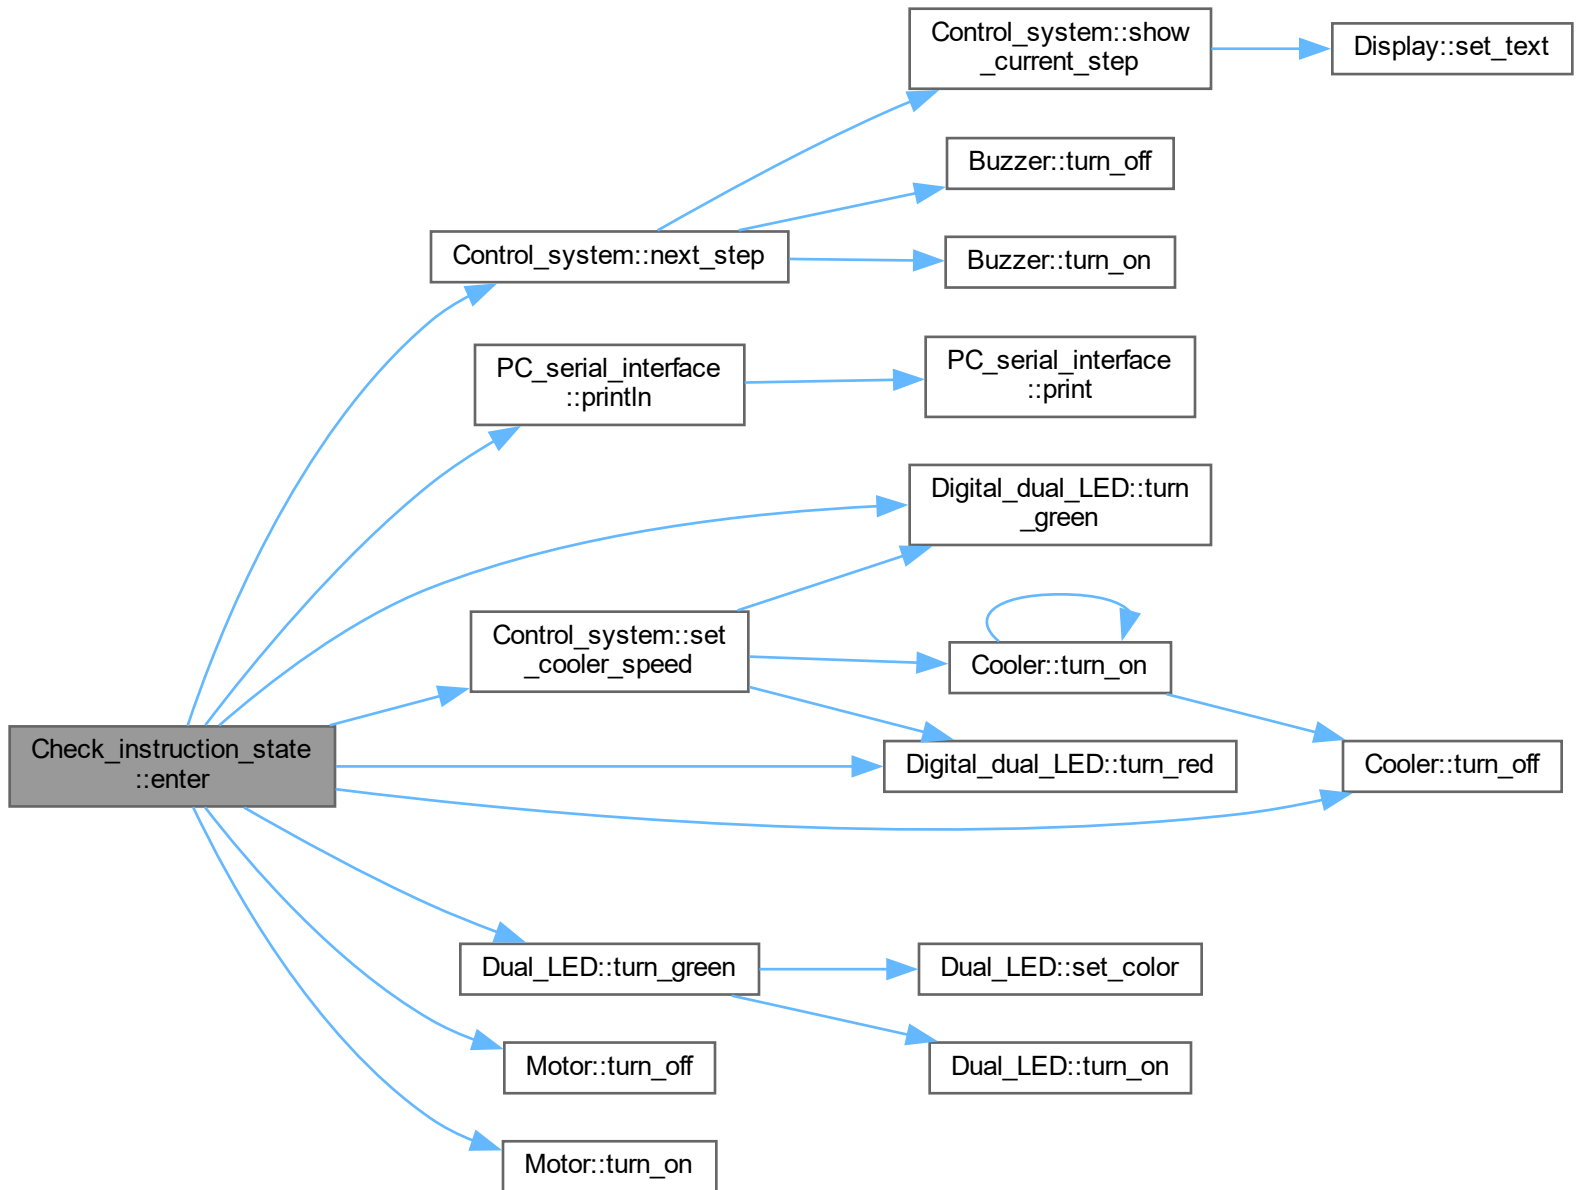 Control_system::show
_current_step
Display::set_text
Buzzer::turn_off
Control_system::next_step
Buzzer::turn_on
PC_serial_interface
::println
PC_serial_interface
::print
Digital_dual_LED::turn
_green
Control_system::set
_cooler_speed
Cooler::turn_on
Check_instruction_state
::enter
Digital_dual_LED::turn_red
Cooler::turn_off
Dual_LED::turn_green
Dual_LED::set_color
Motor::turn_off
Dual_LED::turn_on
Motor::turn_on